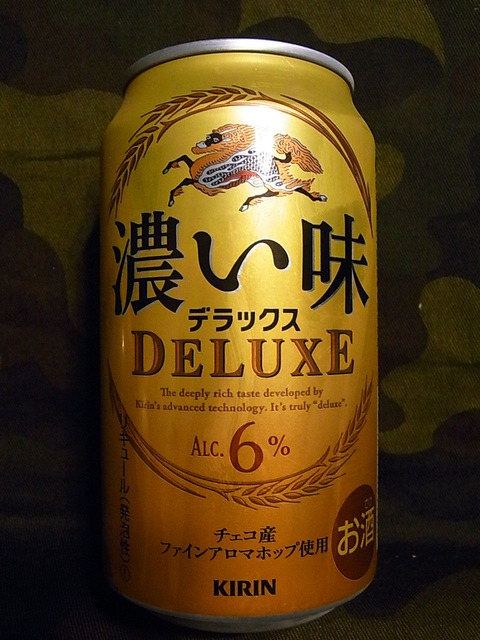 濃い味
デラックス
DELUXE
The deeply rich taste developed by
Kirin's advanced technology. It's truly "deluxe".
ALC. 6%
リキュール(発泡性)①
チェコ産
ファインアロマホップ使用
お酒
KIRIN